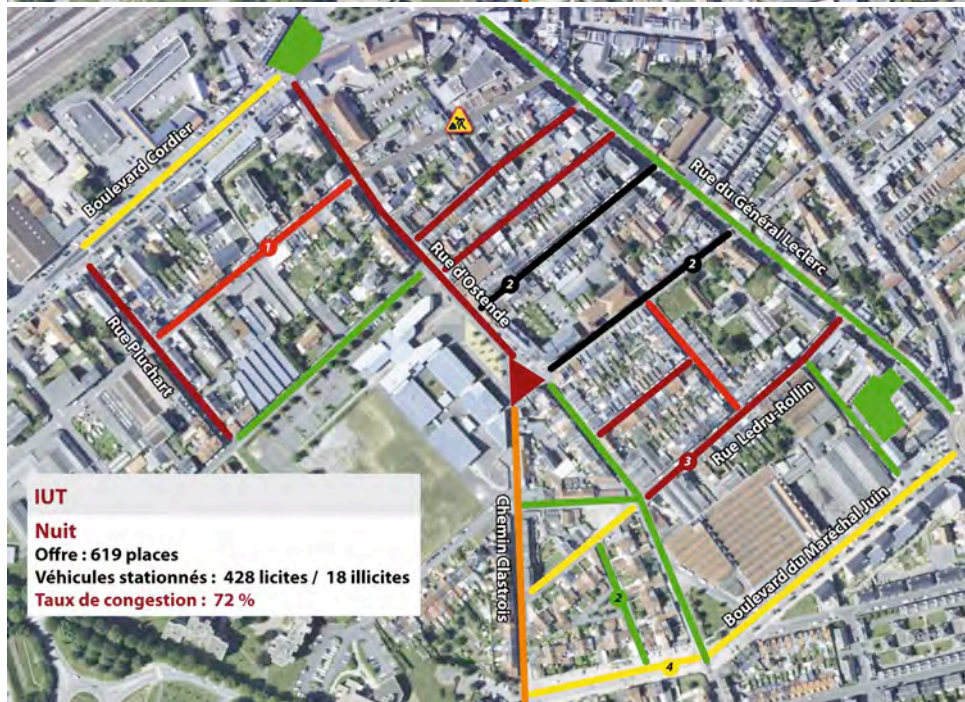 Boulevard Cordier
Rue du Général Leclerc
1
Rue d'Ostende
2
2
Rue Pluchart
Rue Ledru-Rollin
3
IUT
Nuit
Offre : 619 places
Véhicules stationnés : 428 licites / 18 illicites
Taux de congestion : 72 %
Chemin Clastrois
Boulevard du Maréchal Juin
2
4